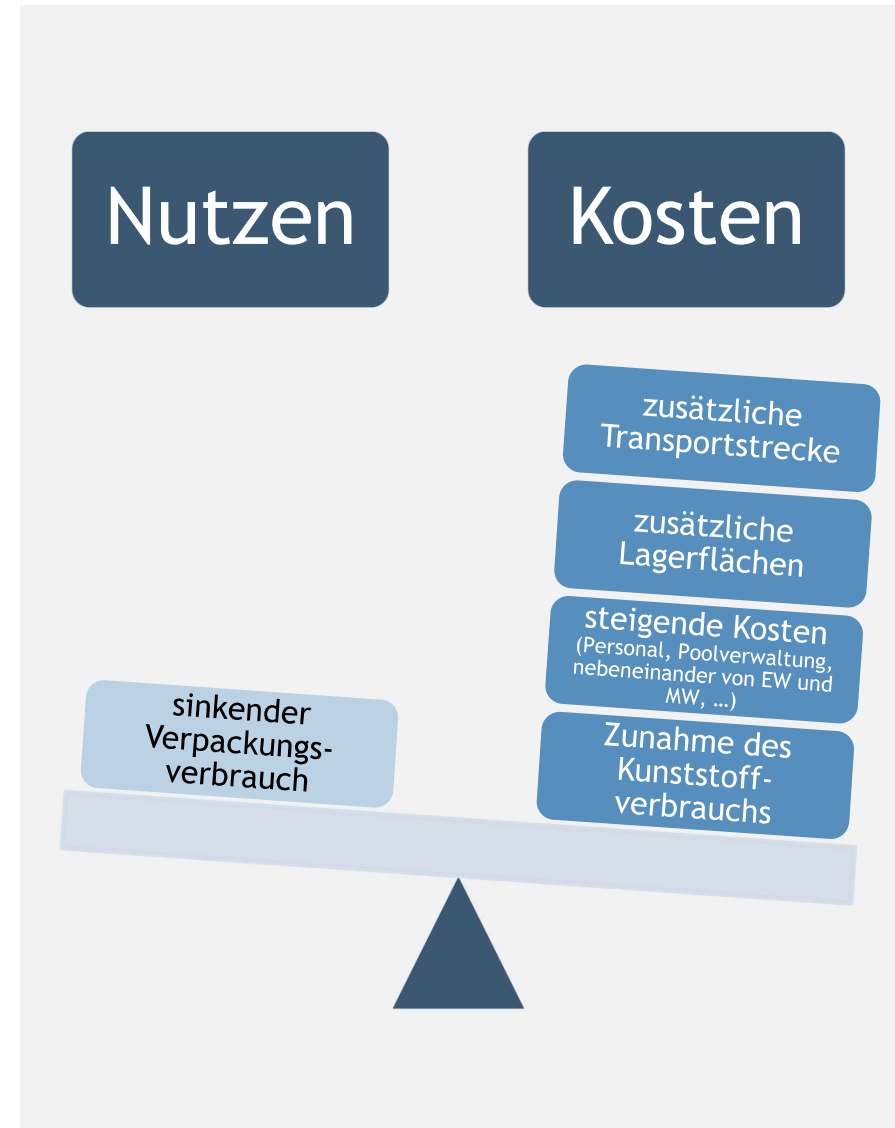 Nutzen
Kosten
zusätzliche
Transportstrecke
zusätzliche
Lagerflächen
steigende Kosten
(Personal, Poolverwaltung,
nebeneinander von EW und
MW, …)
Zunahme des
Kunststoff-
verbrauchs
sinkender
Verpackungs-
verbrauch